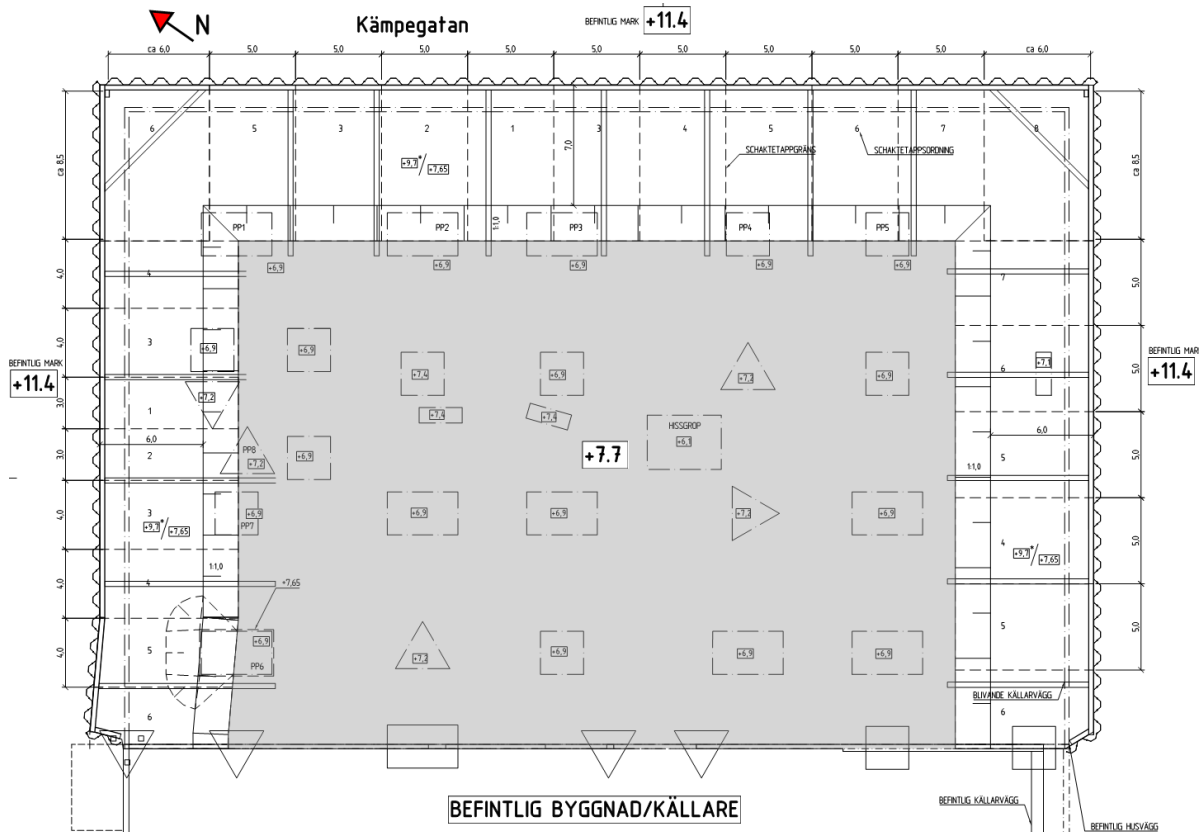 N
Kämpegatan
BEFINTLIG MARK +11.4
ca 6,0 5,0 5,0 5,0 5,0 5,0 5,0 5,0 5,0 ca 6,0
6 5 3 2 1 3 4 5 6 7 8
ca 8,5
7,0
ca 8,5
+9,7*/+7,65
SCHAKTETAPPGRÄNS
SCHAKTETAPPSORDNING
PP1 PP2 1:1,0 PP3 PP4 PP5
+6,9 +6,9 +6,9 +6,9 +6,9
4,0 4 7 5,0
4,0 3 +6,9 +6,9
BEFINTLIG MARK
+11.4
+7,4 +6,9 +7,2 +6,9
6 +7,1 5,0
BEFINTLIG MAR
+11.4
3,0 1 +7,2
+7,4 +7,4
HISSGROP
+6,1
6,0 6,0
3,0 2 PP8 +7,2 +6,9
+7.7
1:1,0 5 5,0
4,0 3 +9,7*/+7,65
+6,9 PP7
+6,9 +6,9 +7,2 +6,9
4 +9,7*/+7,65 5,0
1:1,0
4,0 4 +7,65
4,0 5 +6,9 PP6
+7,2 +6,9 +6,9 +6,9
5 5,0
BLIVANDE KÄLLARVÄGG
6 6
BEFINTLIG BYGGNAD/KÄLLARE
BEFINTLIG KÄLLARVÄGG
BEFINTLIG HUSVÄGG